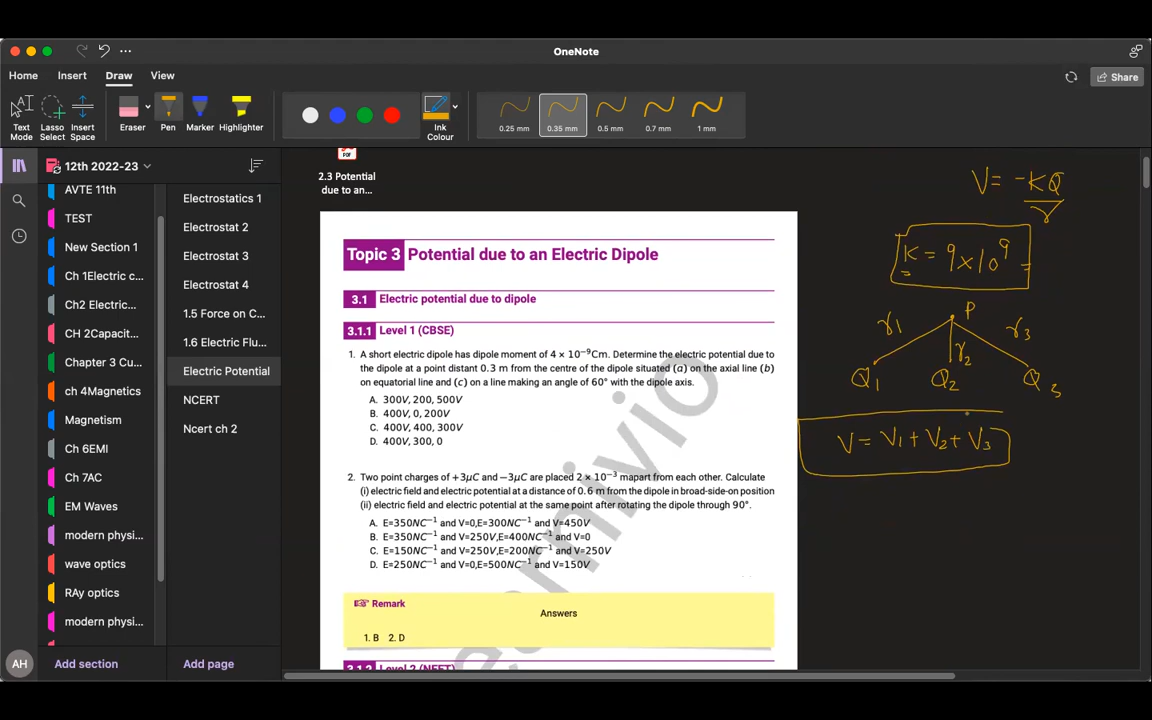 OneNote
Home Insert Draw View
Share
Text Mode
Lasso Select
Insert Space
Eraser
Pen
Marker
Highlighter
Ink Colour
0.25 mm
0.35 mm
0.5 mm
0.7 mm
1 mm
12th 2022-23
AVTE 11th
TEST
New Section 1
Ch 1Electric c...
Ch2 Electric...
CH 2Capacit...
Chapter 3 Cu...
ch 4Magnetics
Magnetism
Ch 6EMI
Ch 7AC
EM Waves
modern physi...
wave optics
RAy optics
modern physi...
AH
Add section
Electrostatics 1
Electrostat 2
Electrostat 3
Electrostat 4
1.5 Force on C...
1.6 Electric Flu...
Electric Potential
NCERT
Ncert ch 2
Add page
PDF
2.3 Potential
due to an...
Topic 3 Potential due to an Electric Dipole
3.1 Electric potential due to dipole
3.1.1 Level 1 (CBSE)
1. A short electric dipole has dipole moment of 4 × 10⁻⁹Cm. Determine the electric potential due to
the dipole at a point distant 0.3 m from the centre of the dipole situated (a) on the axial line (b)
on equatorial line and (c) on a line making an angle of 60° with the dipole axis.
A. 300V, 200, 500V
B. 400V, 0, 200V
C. 400V, 400, 300V
D. 400V, 300, 0
2. Two point charges of +3μC and −3μC are placed 2 × 10⁻³ mapart from each other. Calculate
(i) electric field and electric potential at a distance of 0.6 m from the dipole in broad-side-on position
(ii) electric field and electric potential at the same point after rotating the dipole through 90°.
A. E=350NC⁻¹ and V=0,E=300NC⁻¹ and V=450V
B. E=350NC⁻¹ and V=250V,E=400NC⁻¹ and V=0
C. E=150NC⁻¹ and V=250V,E=200NC⁻¹ and V=250V
D. E=250NC⁻¹ and V=0,E=500NC⁻¹ and V=150V
Remark
Answers
1. B 2. D
3.1.2 Level 2 (NEET)
V = -KQ
r
K = 9×10⁹
P
r1 r2 r3
Q1 Q2 Q3
V = V1 + V2 + V3